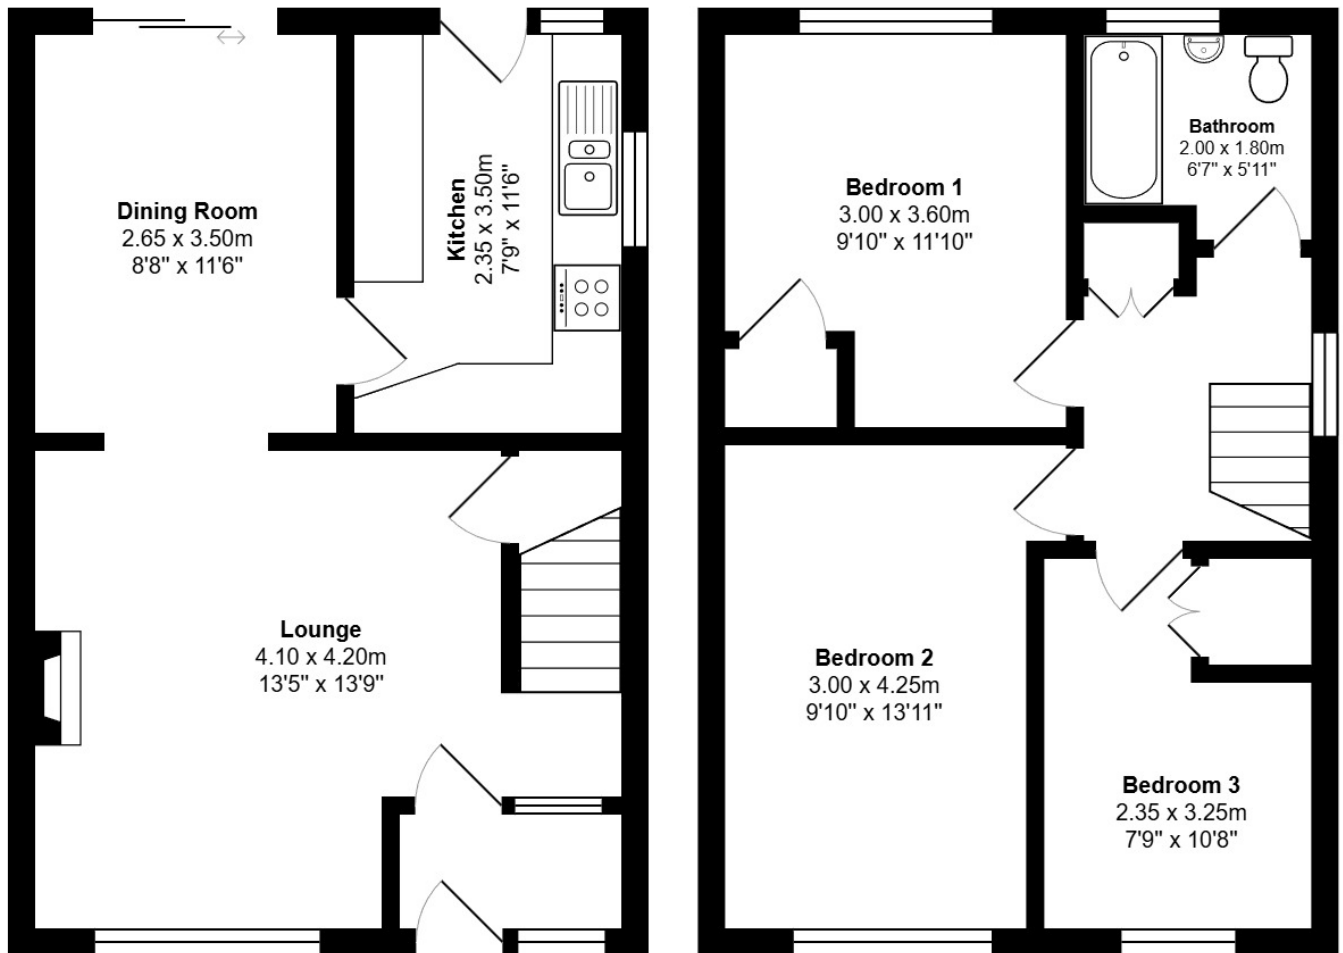 Dining Room
2.65 x 3.50m
8'8" x 11'6"
Kitchen
2.35 x 3.50m
7'9" x 11'6"
Lounge
4.10 x 4.20m
13'5" x 13'9"
Bedroom 1
3.00 x 3.60m
9'10" x 11'10"
Bathroom
2.00 x 1.80m
6'7" x 5'11"
Bedroom 2
3.00 x 4.25m
9'10" x 13'11"
Bedroom 3
2.35 x 3.25m
7'9" x 10'8"